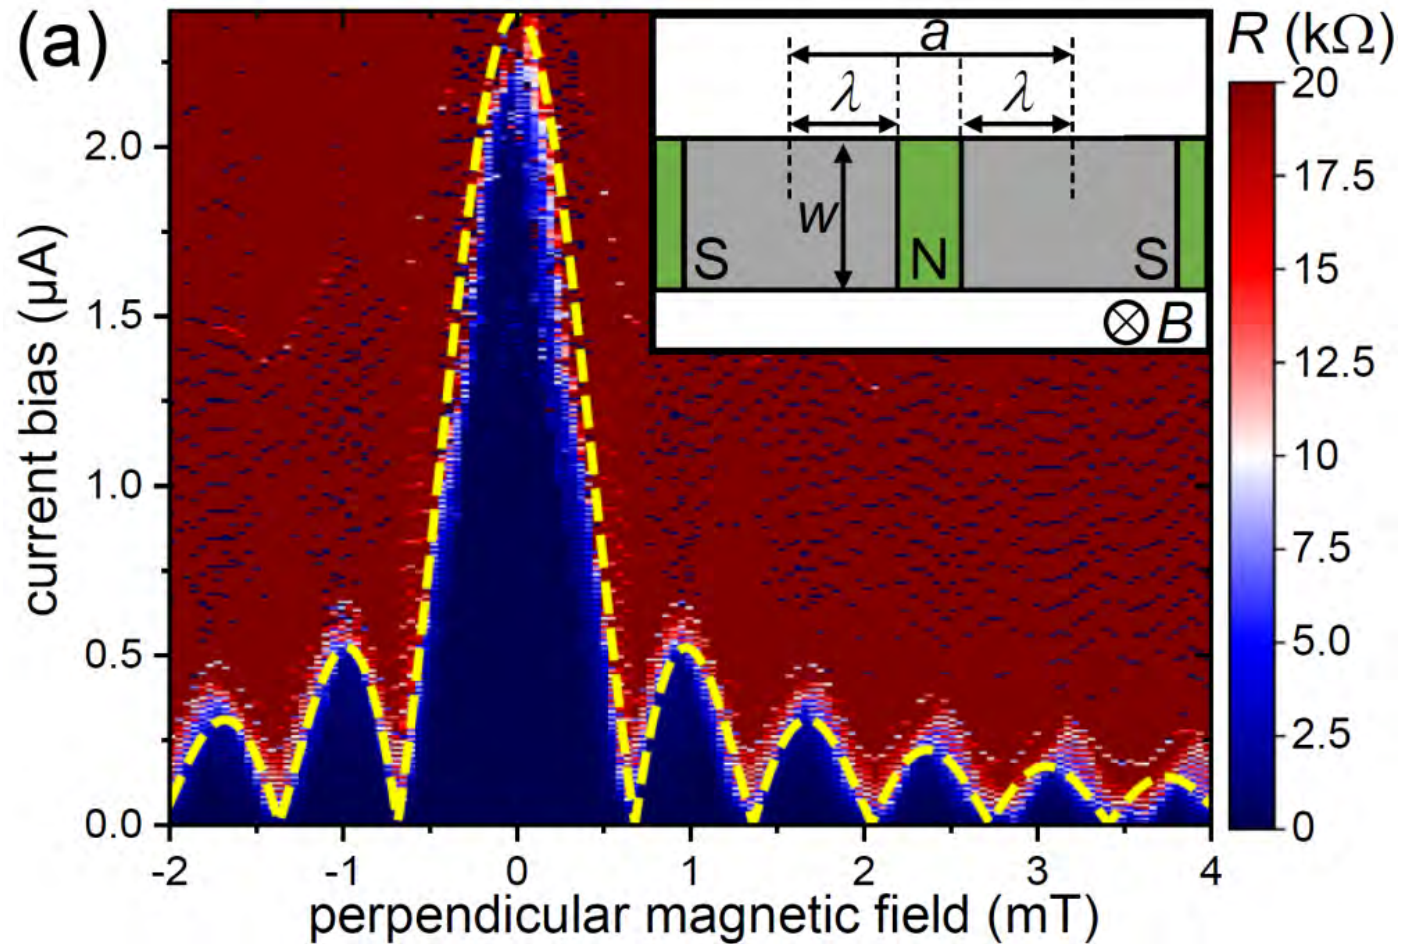 (a)
a
λ λ
w
S N S
⊗ B
R (kΩ)
20
17.5
15
12.5
10
7.5
5.0
2.5
0
current bias (μA)
2.0
1.5
1.0
0.5
0.0
-2 -1 0 1 2 3 4
perpendicular magnetic field (mT)